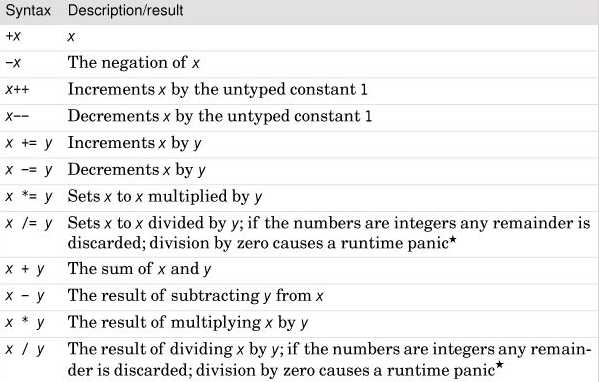 Syntax Description/result
+x x
–x The negation of x
x++ Increments x by the untyped constant 1
x–– Decrements x by the untyped constant 1
x += y Increments x by y
x -= y Decrements x by y
x *= y Sets x to x multiplied by y
x /= y Sets x to x divided by y; if the numbers are integers any remainder is
discarded; division by zero causes a runtime panic★
x + y The sum of x and y
x – y The result of subtracting y from x
x * y The result of multiplying x by y
x / y The result of dividing x by y; if the numbers are integers any remain-
der is discarded; division by zero causes a runtime panic★